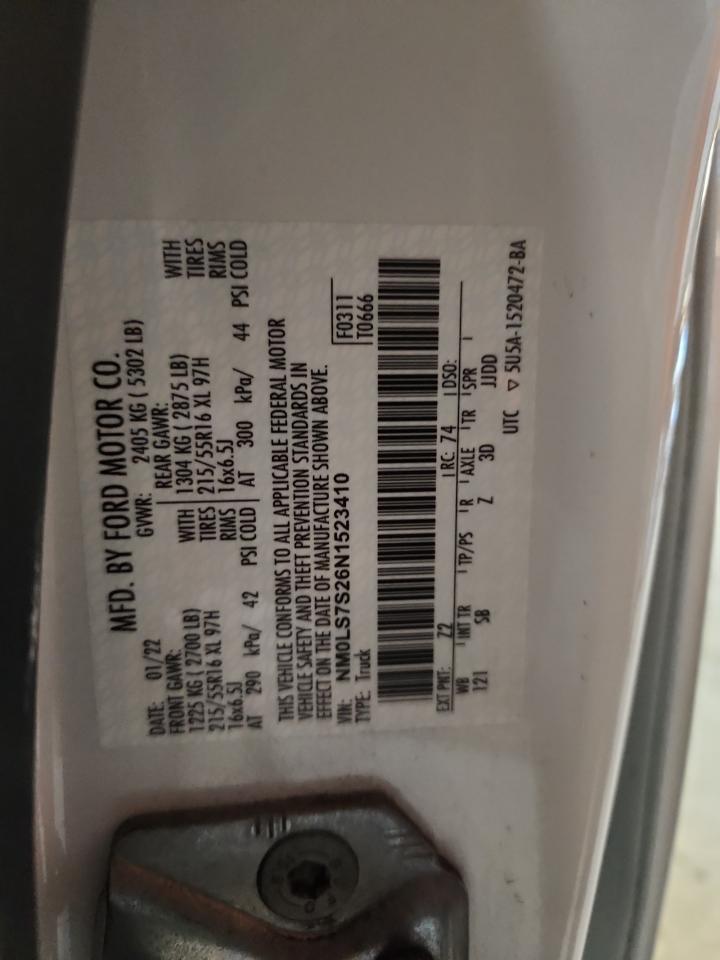 MFD. BY FORD MOTOR CO.
DATE: 01/22 GVWR: 2405 KG ( 5302 LB)
FRONT GAWR: REAR GAWR:
1225 KG ( 2700 LB) WITH 1304 KG ( 2875 LB) WITH
215/55R16 XL 97H TIRES 215/55R16 XL 97H TIRES
16x6.5J RIMS 16x6.5J RIMS
AT 290 kPa/ 42 PSI COLD AT 300 kPa/ 44 PSI COLD
THIS VEHICLE CONFORMS TO ALL APPLICABLE FEDERAL MOTOR
VEHICLE SAFETY AND THEFT PREVENTION STANDARDS IN
EFFECT ON THE DATE OF MANUFACTURE SHOWN ABOVE.
VIN: NM0LS7S26N1523410 F0311
TYPE: Truck T0666
EXT PNT: Z2 RC: 74 DSO:
WB INT TR TP/PS R AXLE TR SPR
121 SB Z 3D JJDD
UTC ▽ 5U5A-1520472-BA